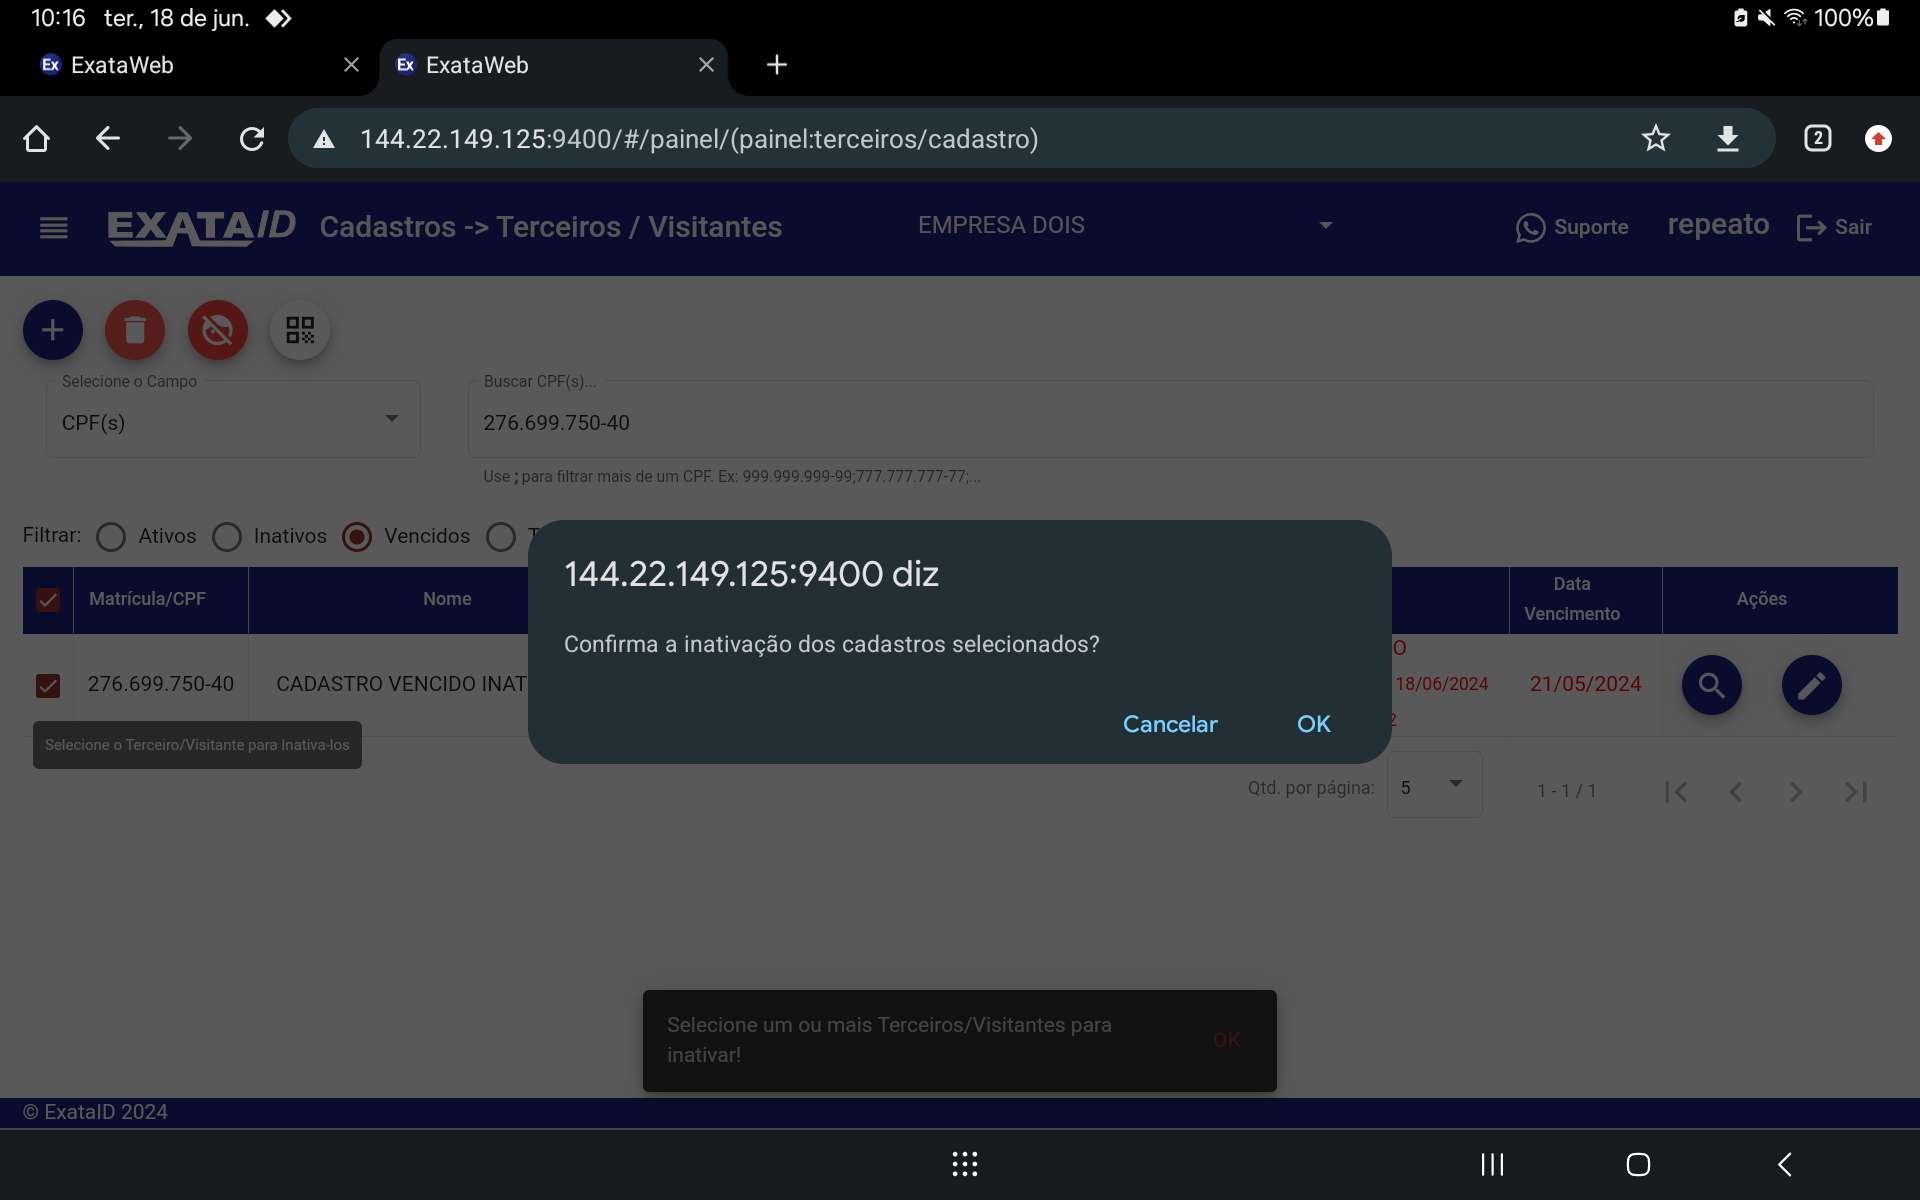 10:16 ter., 18 de jun. 100%
ExataWeb
ExataWeb
144.22.149.125:9400/#/painel/(painel:terceiros/cadastro)
2
EXATAID Cadastros -> Terceiros / Visitantes EMPRESA DOIS Suporte repeato Sair
Selecione o Campo
CPF(s)
Buscar CPF(s)...
276.699.750-40
Use ; para filtrar mais de um CPF. Ex: 999.999.999-99;777.777.777-77;...
Filtrar: Ativos Inativos Vencidos T
Matrícula/CPF Nome Data Vencimento Ações
276.699.750-40 CADASTRO VENCIDO INAT O 18/06/2024 2 21/05/2024
Selecione o Terceiro/Visitante para Inativa-los
144.22.149.125:9400 diz
Confirma a inativação dos cadastros selecionados?
Cancelar OK
Qtd. por página: 5 1 - 1 / 1
Selecione um ou mais Terceiros/Visitantes para
inativar!
OK
© ExataID 2024